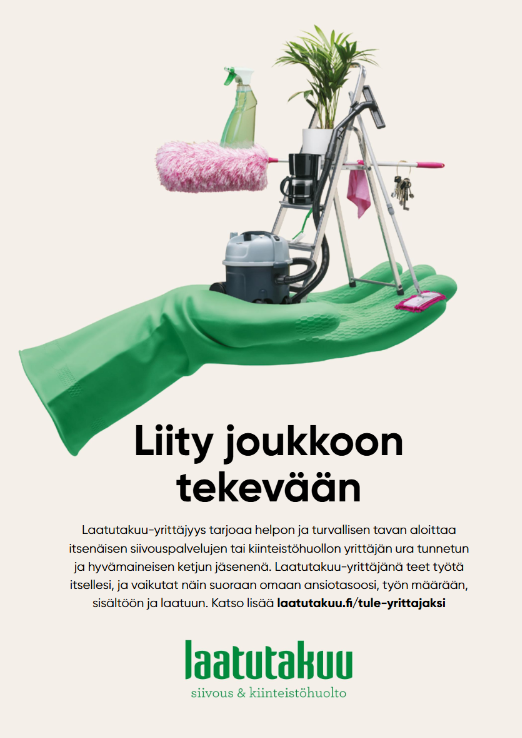 Liity joukkoon
tekevään
Laatutakuu-yrittäjyys tarjoaa helpon ja turvallisen tavan aloittaa
itsenäisen siivouspalvelujen tai kiinteistöhuollon yrittäjän ura tunnetun
ja hyvämaineisen ketjun jäsenenä. Laatutakuu-yrittäjänä teet työtä
itsellesi, ja vaikutat näin suoraan omaan ansiotasoosi, työn määrään,
sisältöön ja laatuun. Katso lisää laatutakuu.fi/tule-yrittajaksi
laatutakuu
siivous & kiinteistöhuolto